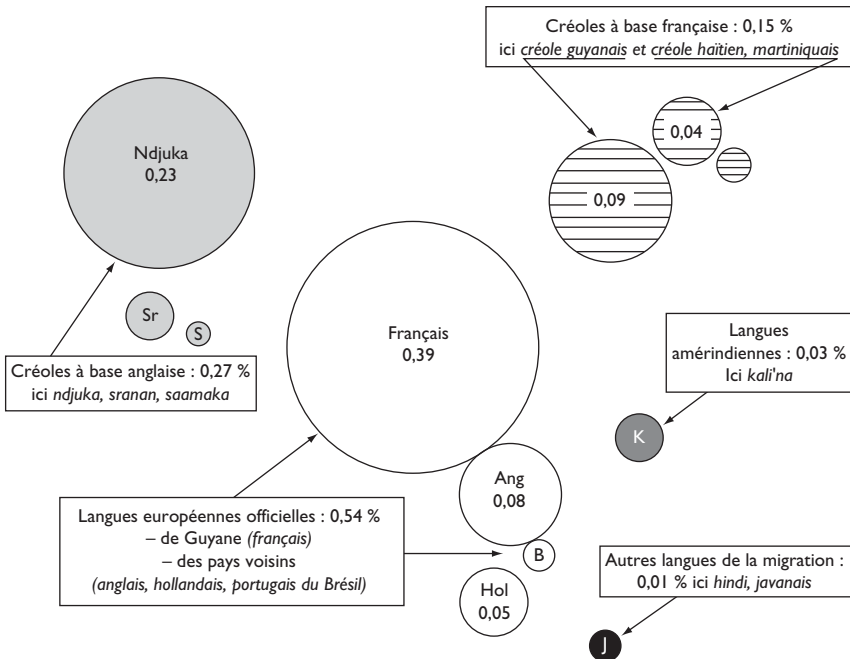 Créoles à base française : 0,15 %
ici créole guyanais et créole haïtien, martiniquais
0,04
0,09
Ndjuka
0,23
Sr
S
Créoles à base anglaise : 0,27 %
ici ndjuka, sranan, saamaka
Français
0,39
Langues
amérindiennes : 0,03 %
Ici kali'na
K
Ang
0,08
Langues européennes officielles : 0,54 %
– de Guyane (français)
– des pays voisins
(anglais, hollandais, portugais du Brésil)
B
Hol
0,05
Autres langues de la migration :
0,01 % ici hindi, javanais
J